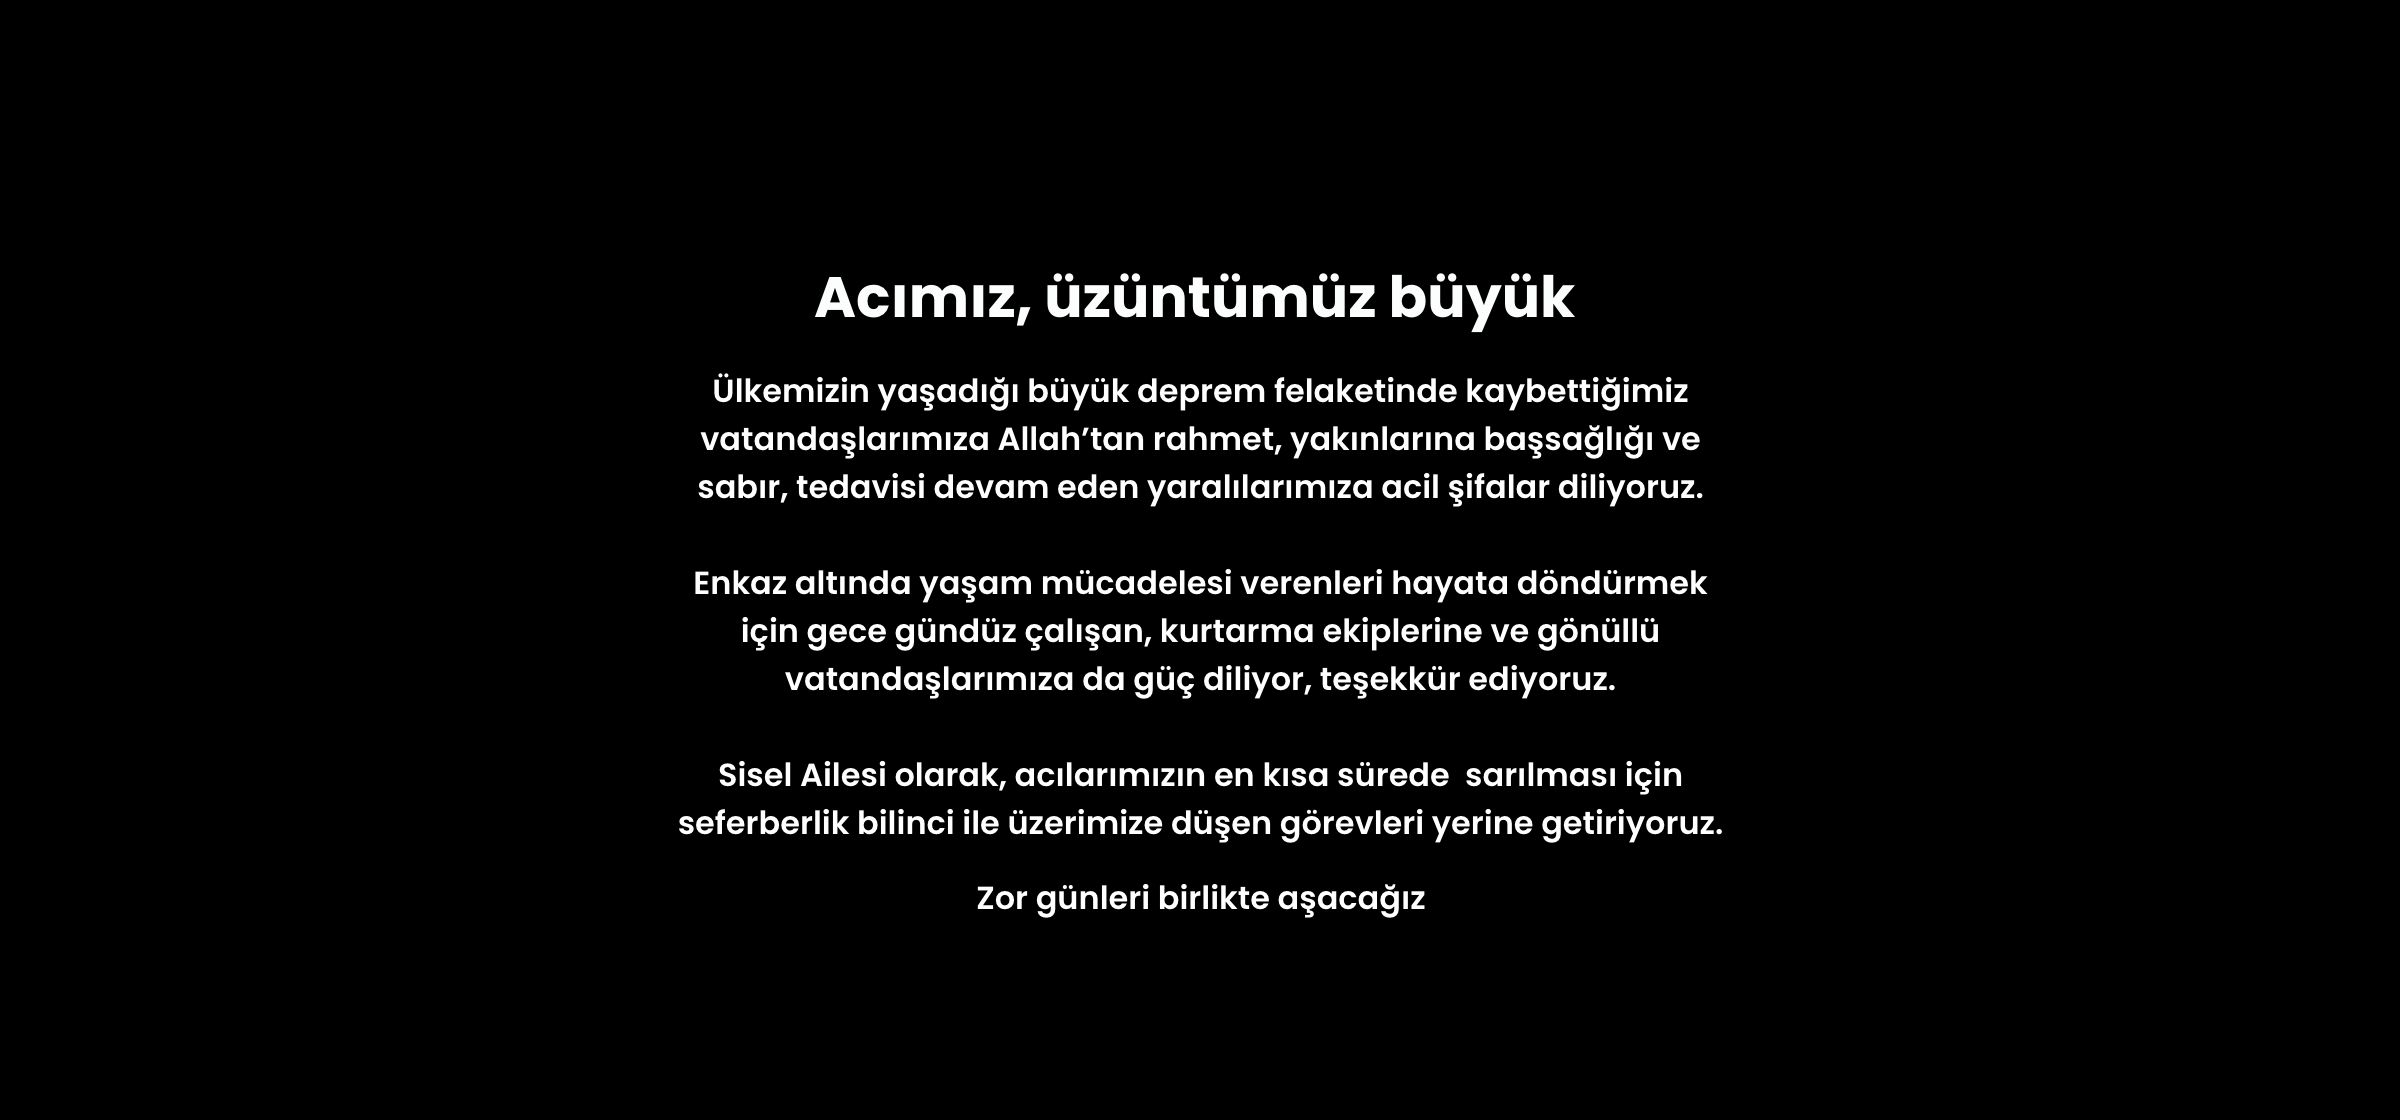 Acımız, üzüntümüz büyük
Ülkemizin yaşadığı büyük deprem felaketinde kaybettiğimiz
vatandaşlarımıza Allah’tan rahmet, yakınlarına başsağlığı ve
sabır, tedavisi devam eden yaralılarımıza acil şifalar diliyoruz.
Enkaz altında yaşam mücadelesi verenleri hayata döndürmek
için gece gündüz çalışan, kurtarma ekiplerine ve gönüllü
vatandaşlarımıza da güç diliyor, teşekkür ediyoruz.
Sisel Ailesi olarak, acılarımızın en kısa sürede  sarılması için
seferberlik bilinci ile üzerimize düşen görevleri yerine getiriyoruz.
Zor günleri birlikte aşacağız